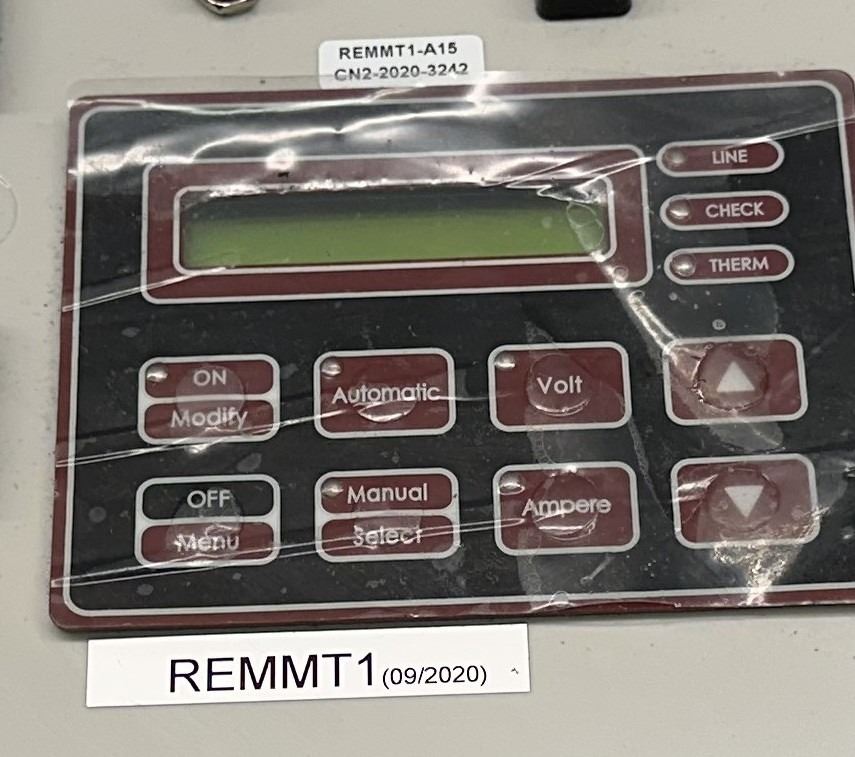 REMMT1-A15
CN2-2020-3242
LINE
CHECK
THERM
ON
Modify
Automatic
Volt
OFF
Menu
Manual
Select
Ampere
REMMT1(09/2020)